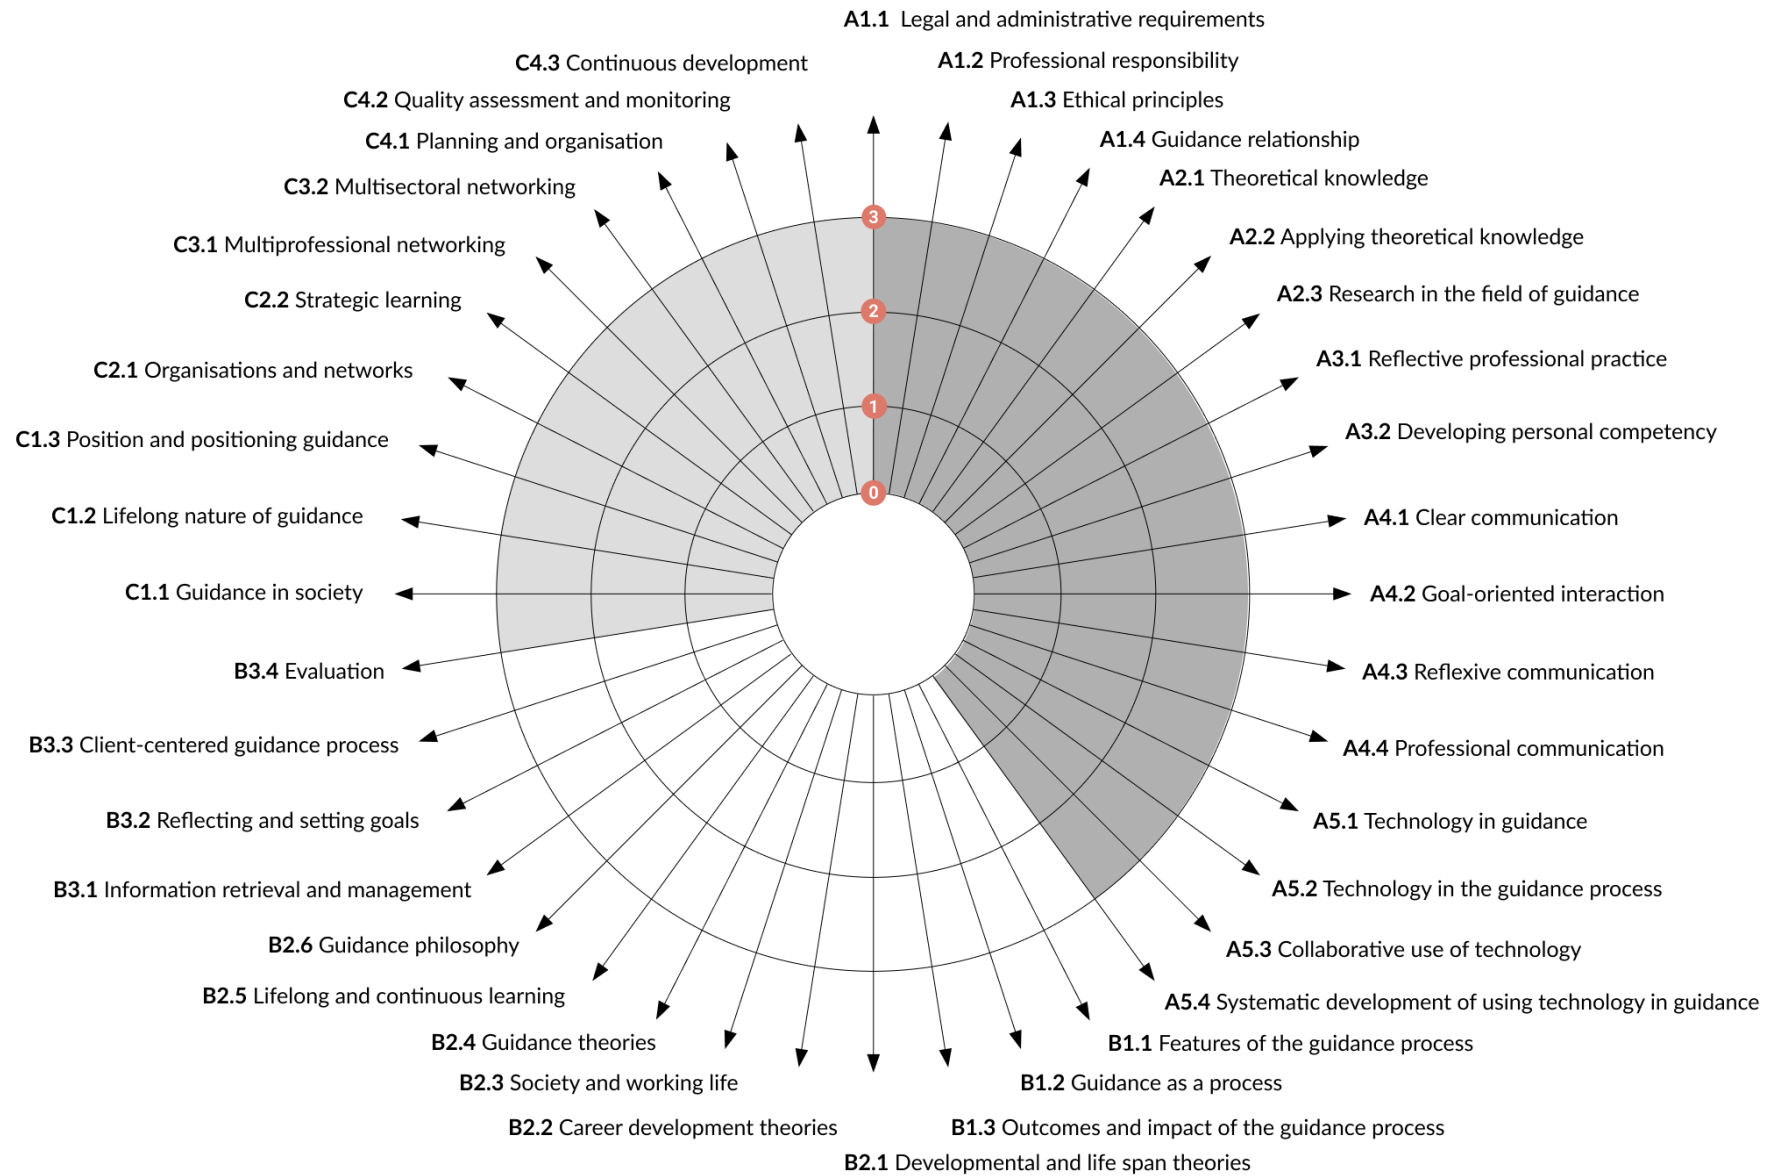 A1.1 Legal and administrative requirements
A1.2 Professional responsibility
A1.3 Ethical principles
A1.4 Guidance relationship
A2.1 Theoretical knowledge
A2.2 Applying theoretical knowledge
A2.3 Research in the field of guidance
A3.1 Reflective professional practice
A3.2 Developing personal competency
A4.1 Clear communication
A4.2 Goal-oriented interaction
A4.3 Reflexive communication
A4.4 Professional communication
A5.1 Technology in guidance
A5.2 Technology in the guidance process
A5.3 Collaborative use of technology
A5.4 Systematic development of using technology in guidance
B1.1 Features of the guidance process
B1.2 Guidance as a process
B1.3 Outcomes and impact of the guidance process
B2.1 Developmental and life span theories
B2.2 Career development theories
B2.3 Society and working life
B2.4 Guidance theories
B2.5 Lifelong and continuous learning
B2.6 Guidance philosophy
B3.1 Information retrieval and management
B3.2 Reflecting and setting goals
B3.3 Client-centered guidance process
B3.4 Evaluation
C1.1 Guidance in society
C1.2 Lifelong nature of guidance
C1.3 Position and positioning guidance
C2.1 Organisations and networks
C2.2 Strategic learning
C3.1 Multiprofessional networking
C3.2 Multisectoral networking
C4.1 Planning and organisation
C4.2 Quality assessment and monitoring
C4.3 Continuous development
3
2
1
0